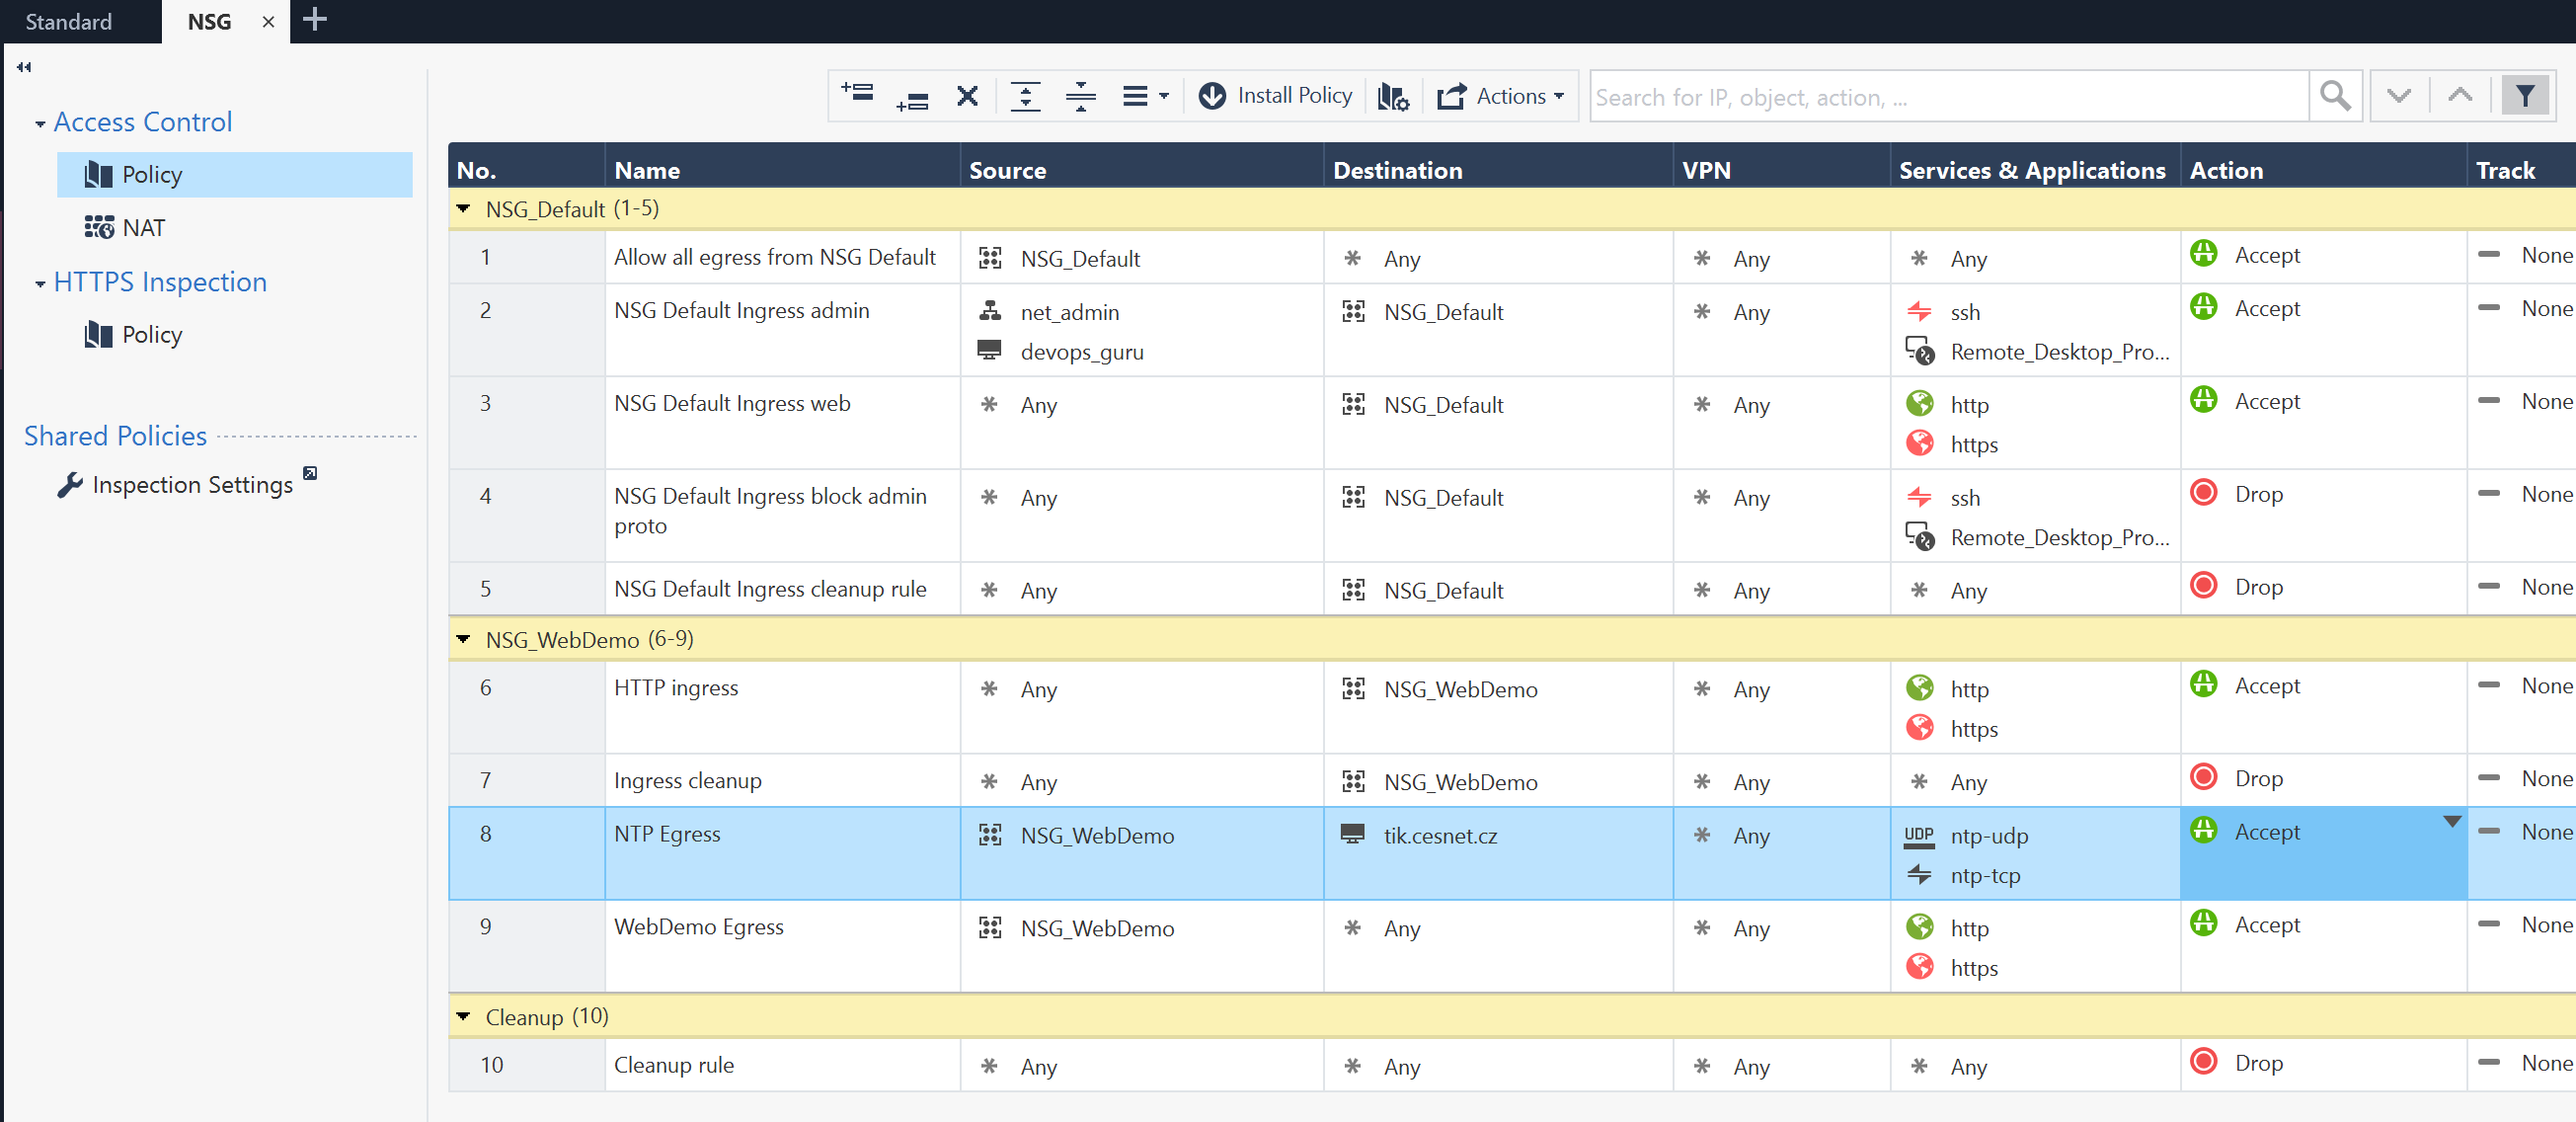 Standard
NSG
Access Control
Policy
NAT
HTTPS Inspection
Policy
Shared Policies
Inspection Settings
Install Policy
Actions
Search for IP, object, action, ...
No. Name Source Destination VPN Services & Applications Action Track
NSG_Default (1-5)
1 Allow all egress from NSG Default NSG_Default * Any * Any * Any Accept None
2 NSG Default Ingress admin net_admin NSG_Default * Any ssh Accept None
devops_guru Remote_Desktop_Pro...
3 NSG Default Ingress web * Any NSG_Default * Any http Accept None
https
4 NSG Default Ingress block admin * Any NSG_Default * Any ssh Drop None
proto Remote_Desktop_Pro...
5 NSG Default Ingress cleanup rule * Any NSG_Default * Any * Any Drop None
NSG_WebDemo (6-9)
6 HTTP ingress * Any NSG_WebDemo * Any http Accept None
https
7 Ingress cleanup * Any NSG_WebDemo * Any * Any Drop None
8 NTP Egress NSG_WebDemo tik.cesnet.cz * Any UDP ntp-udp Accept None
ntp-tcp
9 WebDemo Egress NSG_WebDemo * Any * Any http Accept None
https
Cleanup (10)
10 Cleanup rule * Any * Any * Any * Any Drop None